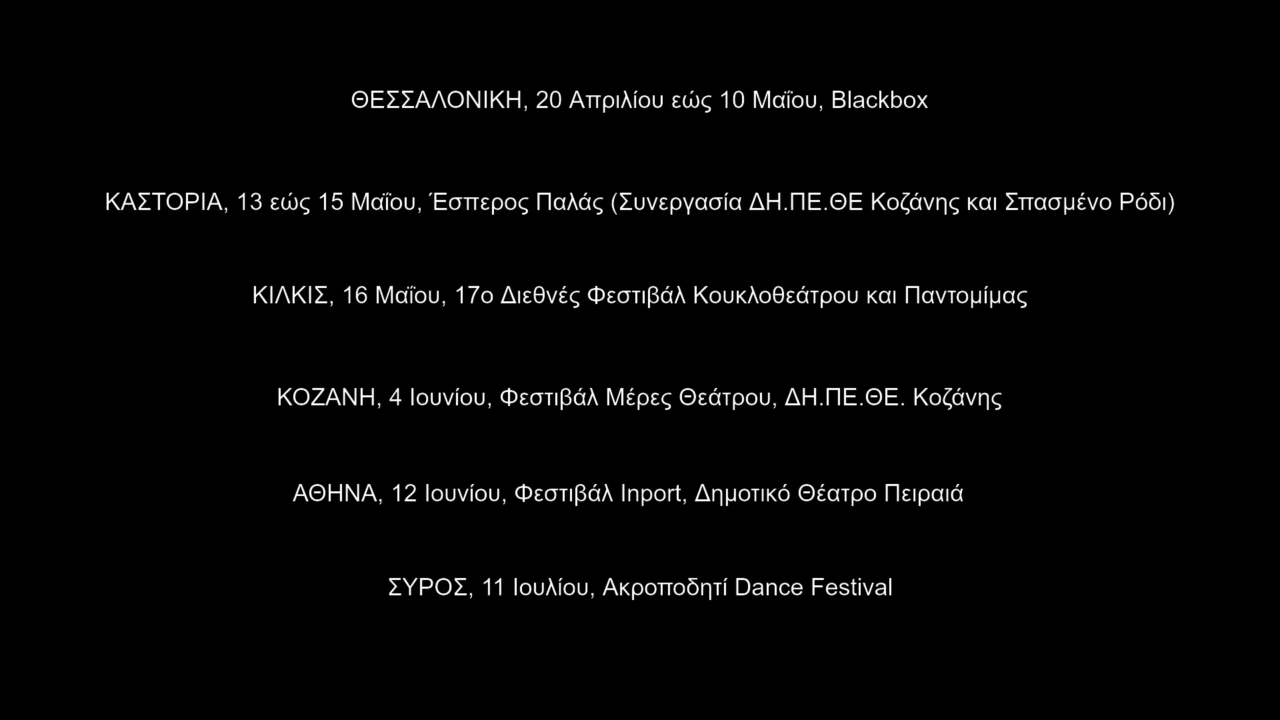 ΘΕΣΣΑΛΟΝΙΚΗ, 20 Απριλίου εώς 10 Μαΐου, Blackbox
ΚΑΣΤΟΡΙΑ, 13 εώς 15 Μαΐου, Έσπερος Παλάς (Συνεργασία ΔΗ.ΠΕ.ΘΕ Κοζάνης και Σπασμένο Ρόδι)
ΚΙΛΚΙΣ, 16 Μαΐου, 17ο Διεθνές Φεστιβάλ Κουκλοθεάτρου και Παντομίμας
ΚΟΖΑΝΗ, 4 Ιουνίου, Φεστιβάλ Μέρες Θεάτρου, ΔΗ.ΠΕ.ΘΕ. Κοζάνης
ΑΘΗΝΑ, 12 Ιουνίου, Φεστιβάλ Inport, Δημοτικό Θέατρο Πειραιά
ΣΥΡΟΣ, 11 Ιουλίου, Ακροποδητί Dance Festival